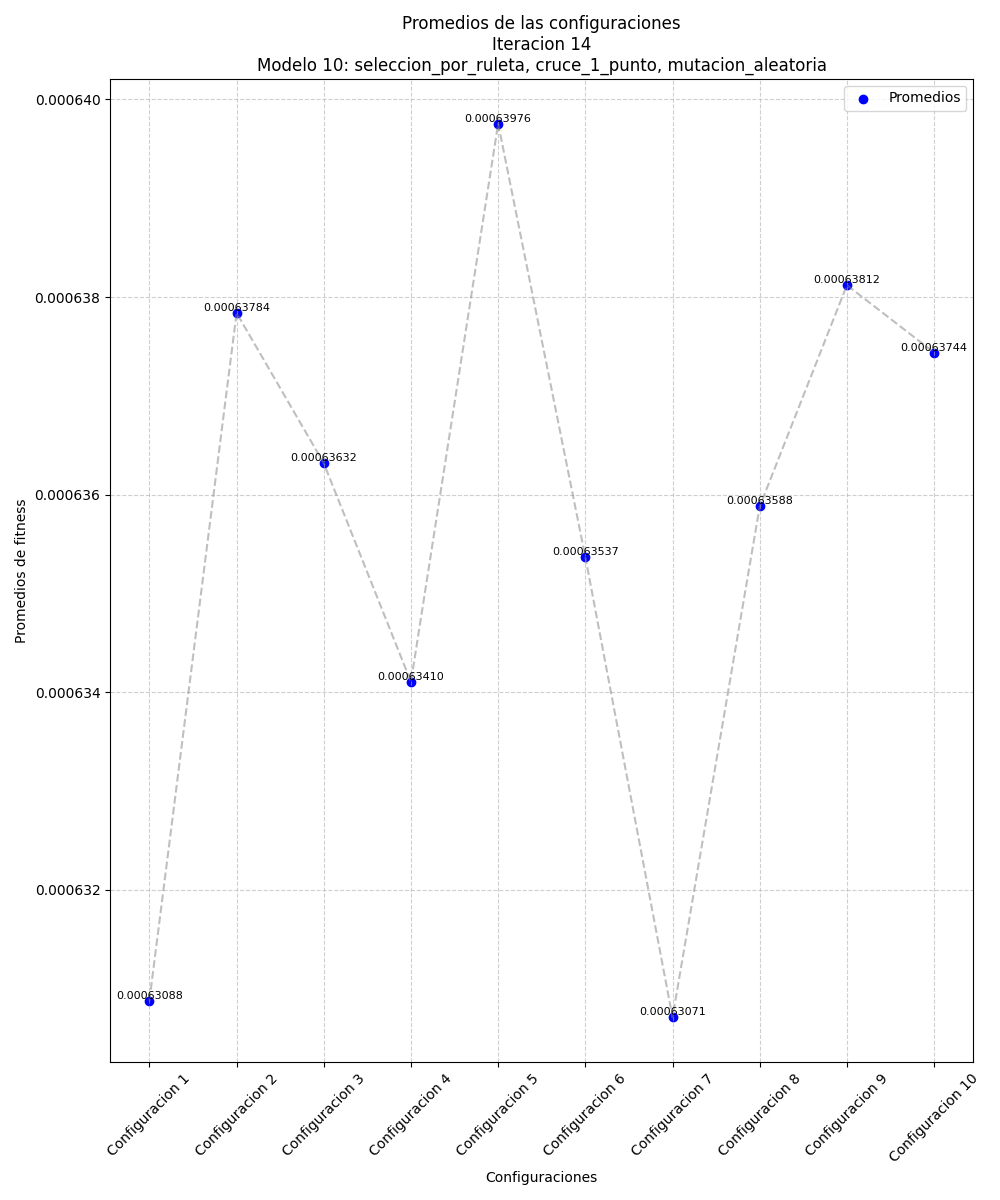 Promedios de las configuraciones
Iteracion 14
Modelo 10: seleccion_por_ruleta, cruce_1_punto, mutacion_aleatoria
Promedios
0.000640
0.000638
0.000636
0.000634
0.000632
Promedios de fitness
0.00063088
0.00063784
0.00063632
0.00063410
0.00063976
0.00063537
0.00063071
0.00063588
0.00063812
0.00063744
Configuracion 1
Configuracion 2
Configuracion 3
Configuracion 4
Configuracion 5
Configuracion 6
Configuracion 7
Configuracion 8
Configuracion 9
Configuracion 10
Configuraciones